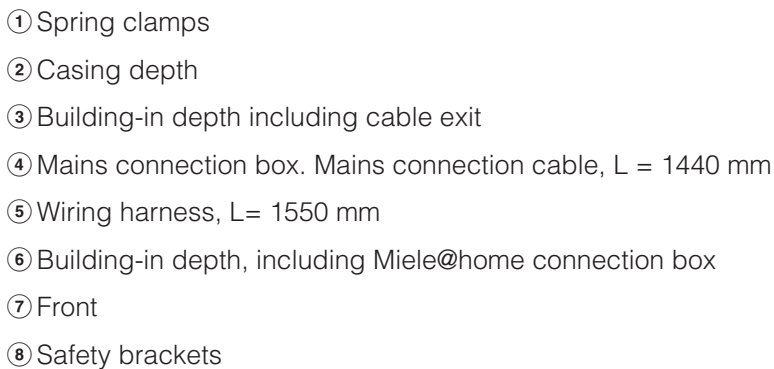 ① Spring clamps
② Casing depth
③ Building-in depth including cable exit
④ Mains connection box. Mains connection cable, L = 1440 mm
⑤ Wiring harness, L= 1550 mm
⑥ Building-in depth, including Miele@home connection box
⑦ Front
⑧ Safety brackets